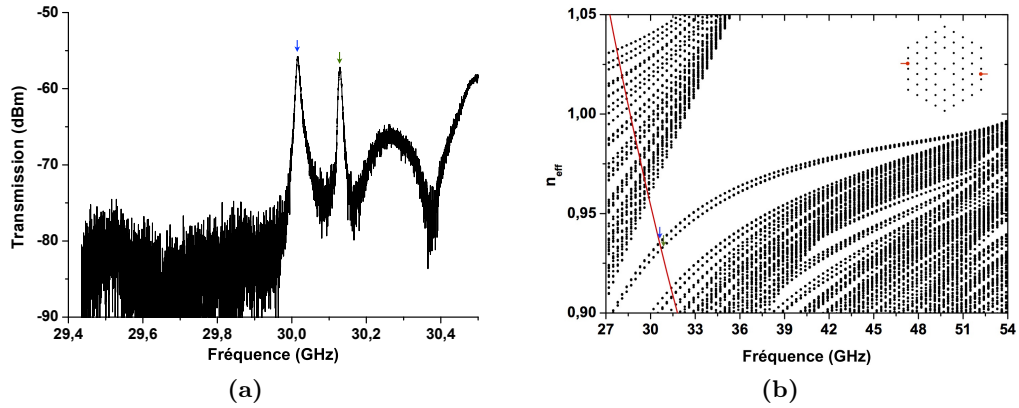 -50
-60
-70
-80
-90
Transmission (dBm)
29,4 29,6 29,8 30,0 30,2 30,4
Fréquence (GHz)
(a)
1,05
1,00
0,95
0,90
n_eff
27 30 33 36 39 42 45 48 51 54
Fréquence (GHz)
(b)